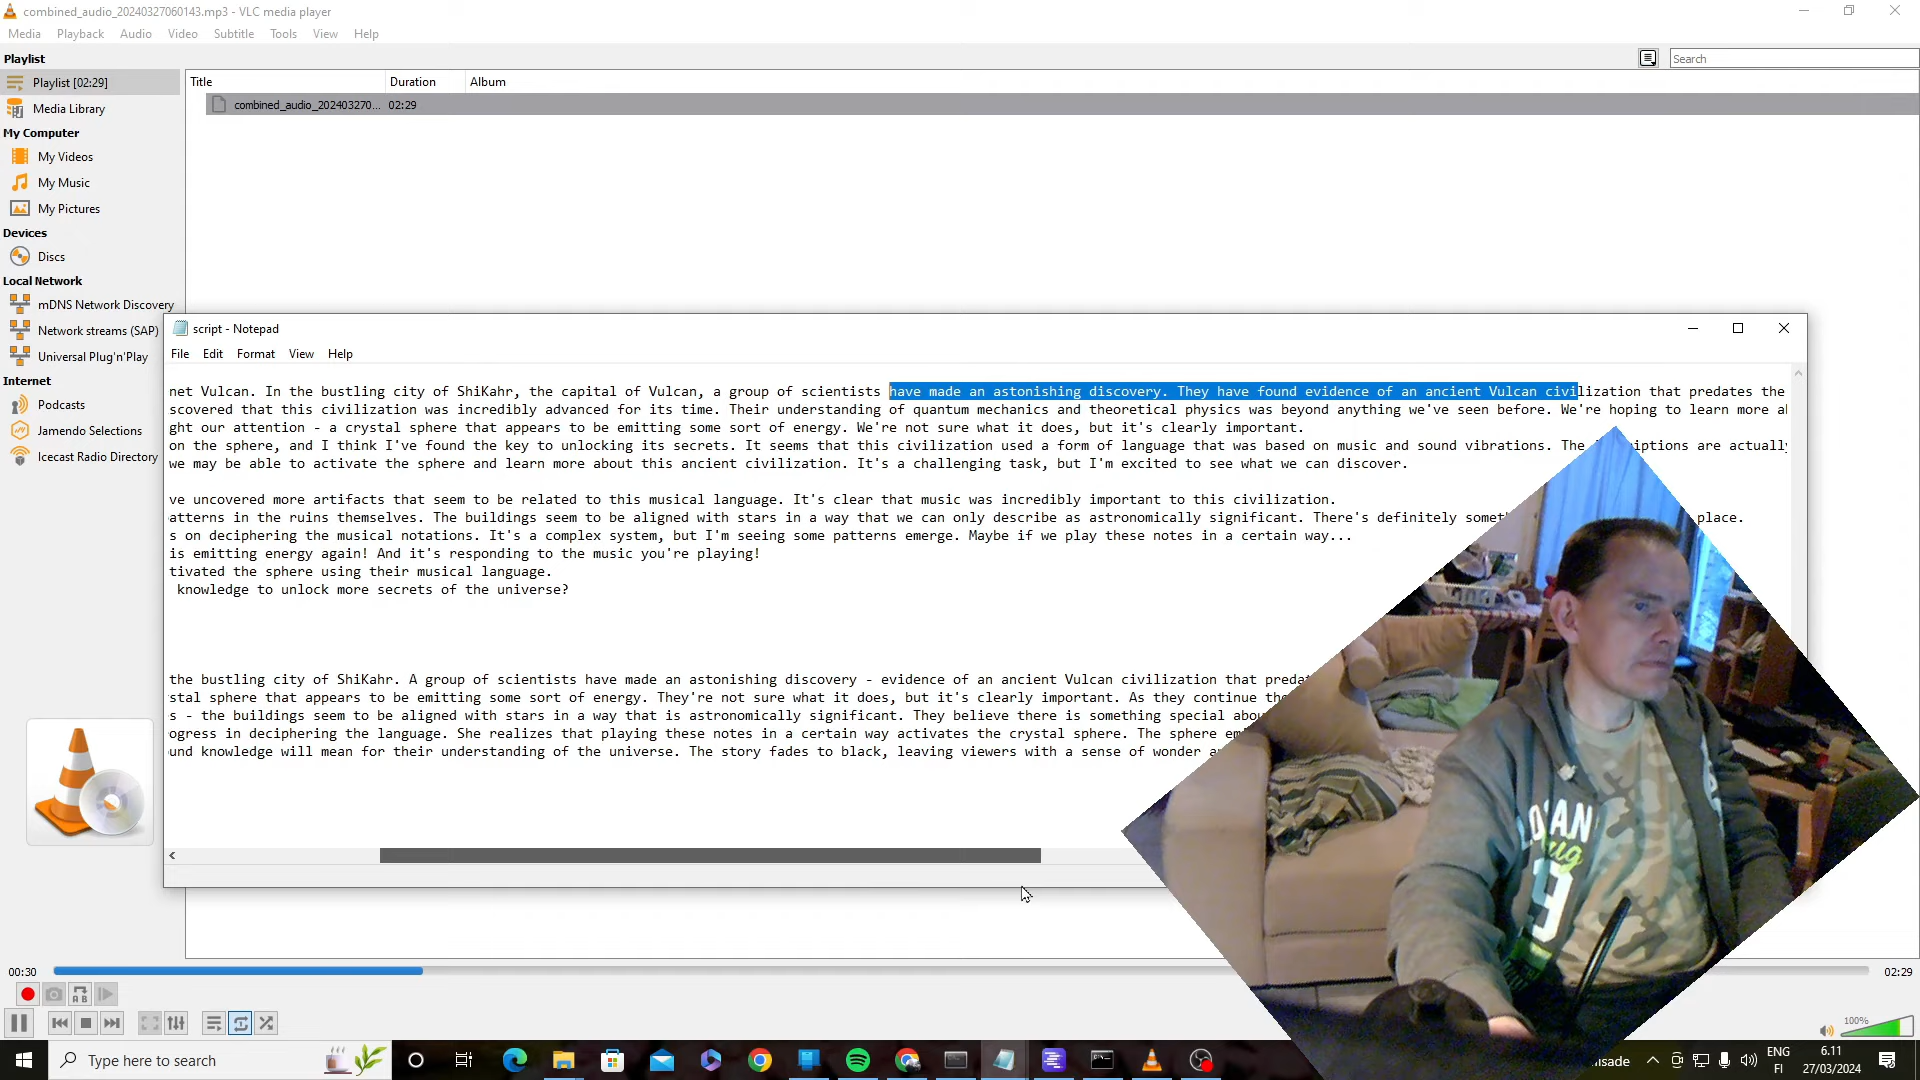 combined_audio_20240327060143.mp3 - VLC media player
Media Playback Audio Video Subtitle Tools View Help
Playlist
Search
Playlist [02:29]
Title Duration Album
combined_audio_202403270... 02:29
Media Library
My Computer
My Videos
My Music
My Pictures
Devices
Discs
Local Network
mDNS Network Discovery
Network streams (SAP)
Universal Plug'n'Play
Internet
Podcasts
Jamendo Selections
Icecast Radio Directory
script - Notepad
File Edit Format View Help
net Vulcan. In the bustling city of ShiKahr, the capital of Vulcan, a group of scientists have made an astonishing discovery. They have found evidence of an ancient Vulcan civilization that predates the
scovered that this civilization was incredibly advanced for its time. Their understanding of quantum mechanics and theoretical physics was beyond anything we've seen before. We're hoping to learn more
ght our attention - a crystal sphere that appears to be emitting some sort of energy. We're not sure what it does, but it's clearly important.
on the sphere, and I think I've found the key to unlocking its secrets. It seems that this civilization used a form of language that was based on music and sound vibrations. The iptions are actually
we may be able to activate the sphere and learn more about this ancient civilization. It's a challenging task, but I'm excited to see what we can discover.
ve uncovered more artifacts that seem to be related to this musical language. It's clear that music was incredibly important to this civilization.
atterns in the ruins themselves. The buildings seem to be aligned with stars in a way that we can only describe as astronomically significant. There's definitely somet place.
s on deciphering the musical notations. It's a complex system, but I'm seeing some patterns emerge. Maybe if we play these notes in a certain way...
is emitting energy again! And it's responding to the music you're playing!
tivated the sphere using their musical language.
knowledge to unlock more secrets of the universe?
the bustling city of ShiKahr. A group of scientists have made an astonishing discovery - evidence of an ancient Vulcan civilization that predat
stal sphere that appears to be emitting some sort of energy. They're not sure what it does, but it's clearly important. As they continue the
s - the buildings seem to be aligned with stars in a way that is astronomically significant. They believe there is something special abou
ogress in deciphering the language. She realizes that playing these notes in a certain way activates the crystal sphere. The sphere em
und knowledge will mean for their understanding of the universe. The story fades to black, leaving viewers with a sense of wonder
00:30
02:29
100%
Type here to search
ENG
FI
6.11
27/03/2024